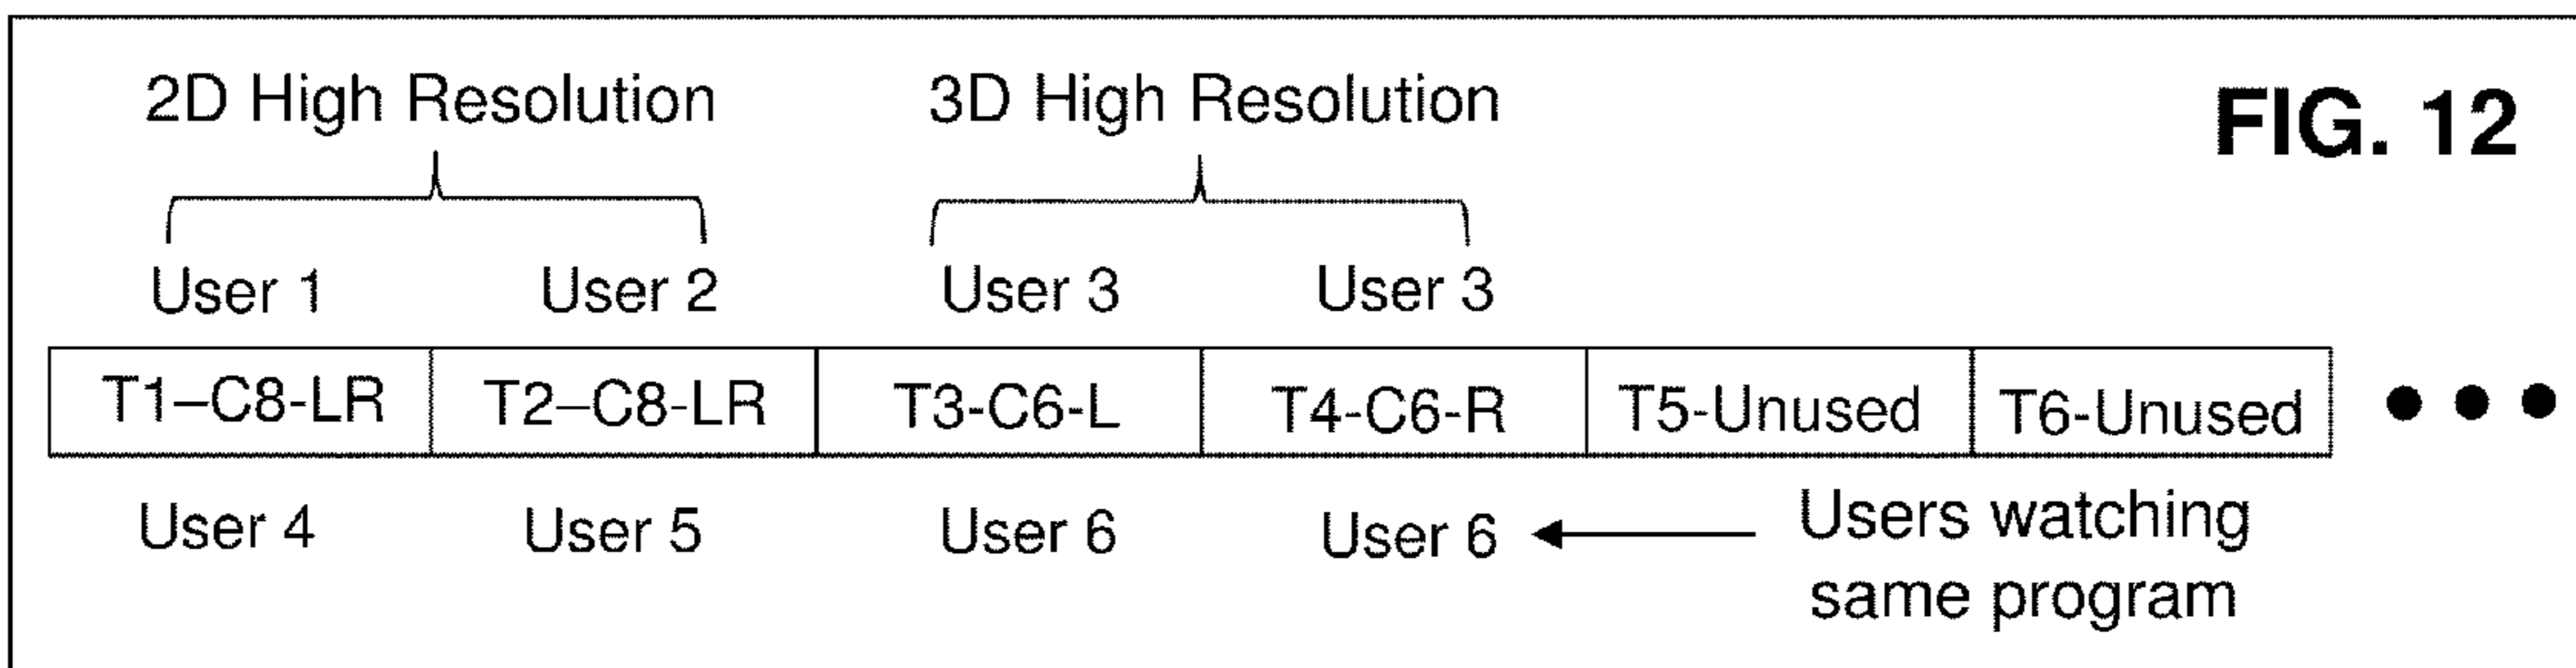 2D High Resolution 3D High Resolution FIG. 12
User 1 User 2 User 3 User 3
T1–C8-LR T2–C8-LR T3-C6-L T4-C6-R T5-Unused T6-Unused
User 4 User 5 User 6 User 6 Users watching
same program